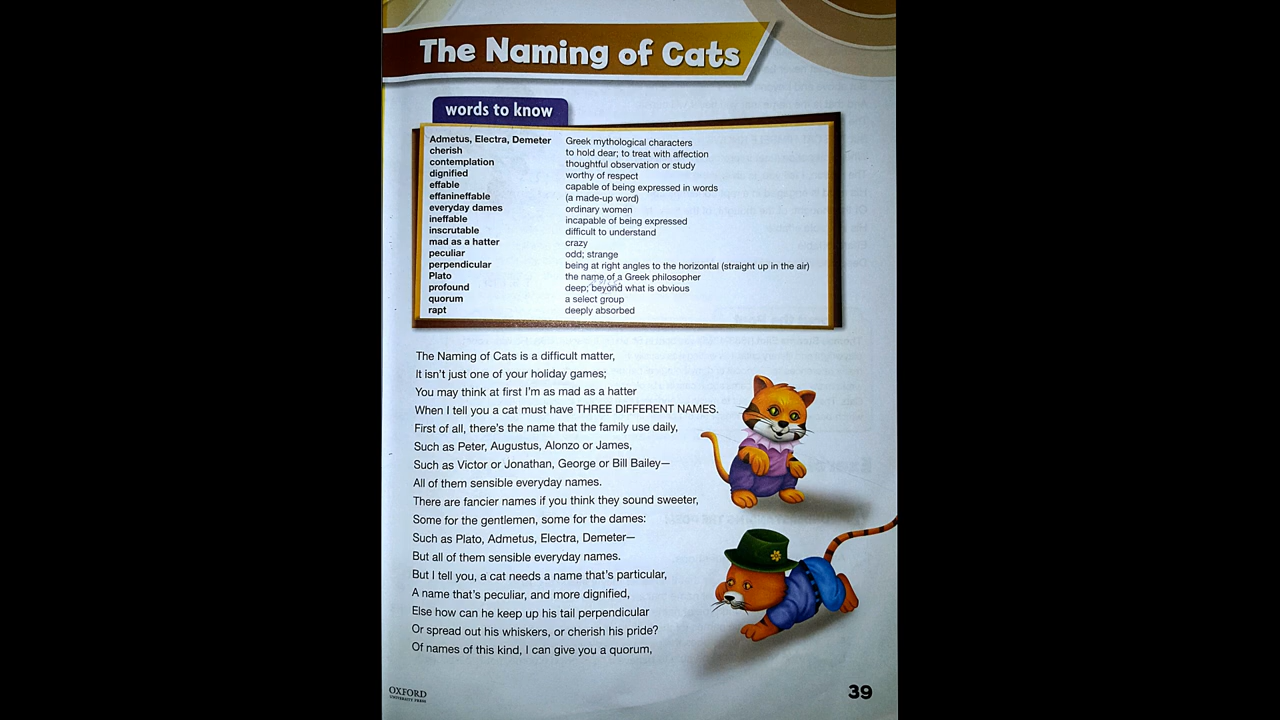 The Naming of Cats
words to know
Admetus, Electra, Demeter Greek mythological characters
cherish to hold dear; to treat with affection
contemplation thoughtful observation or study
dignified worthy of respect
effable capable of being expressed in words
effanineffable (a made-up word)
everyday dames ordinary women
ineffable incapable of being expressed
inscrutable difficult to understand
mad as a hatter crazy
peculiar odd; strange
perpendicular being at right angles to the horizontal (straight up in the air)
Plato the name of a Greek philosopher
profound deep; beyond what is obvious
quorum a select group
rapt deeply absorbed
The Naming of Cats is a difficult matter,
It isn't just one of your holiday games;
You may think at first I'm as mad as a hatter
When I tell you a cat must have THREE DIFFERENT NAMES.
First of all, there's the name that the family use daily,
Such as Peter, Augustus, Alonzo or James,
Such as Victor or Jonathan, George or Bill Bailey—
All of them sensible everyday names.
There are fancier names if you think they sound sweeter,
Some for the gentlemen, some for the dames:
Such as Plato, Admetus, Electra, Demeter—
But all of them sensible everyday names.
But I tell you, a cat needs a name that's particular,
A name that's peculiar, and more dignified,
Else how can he keep up his tail perpendicular
Or spread out his whiskers, or cherish his pride?
Of names of this kind, I can give you a quorum,
OXFORD
UNIVERSITY PRESS
39